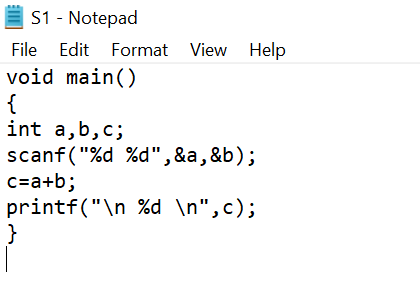 S1 - Notepad
File Edit Format View Help
void main()
{
int a,b,c;
scanf("%d %d",&a,&b);
c=a+b;
printf("\n %d \n",c);
}